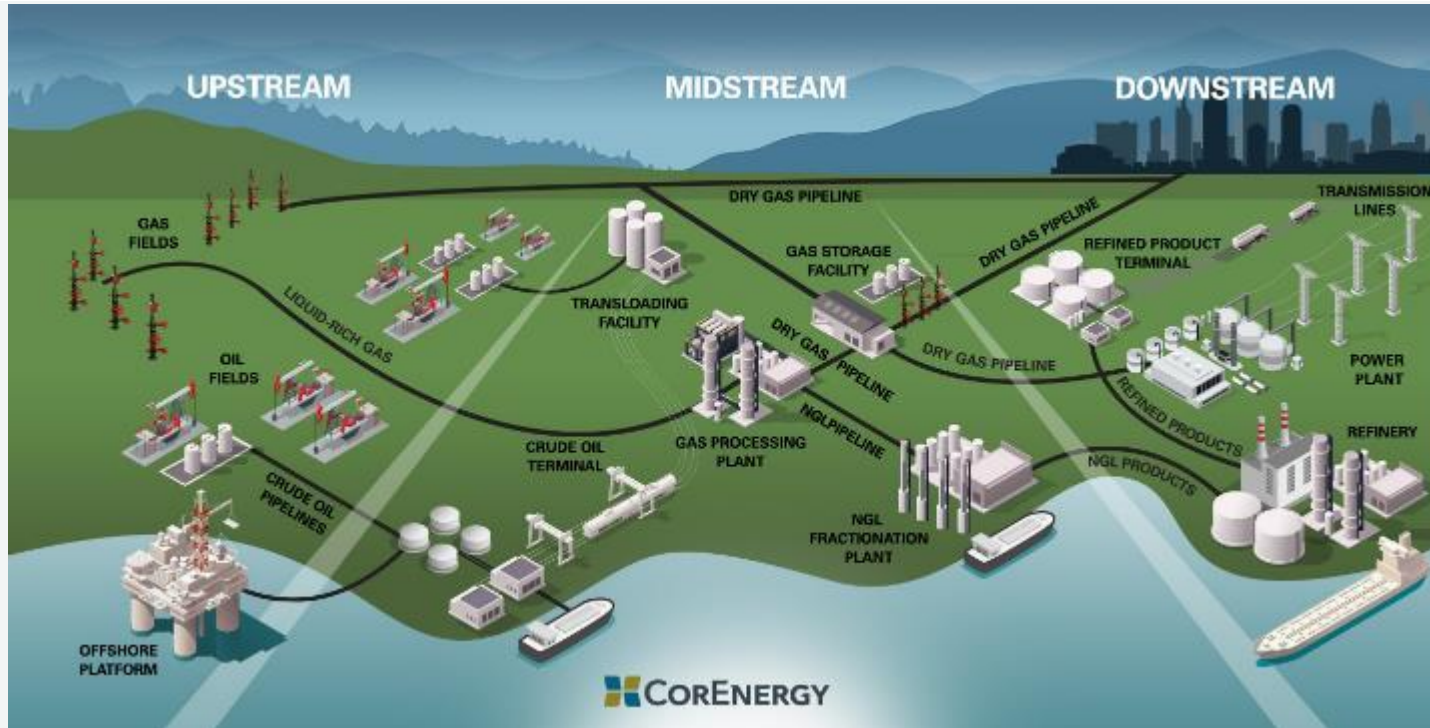 UPSTREAM
MIDSTREAM
DOWNSTREAM
DRY GAS PIPELINE
TRANSMISSION
LINES
GAS
FIELDS
DRY GAS PIPELINE
REFINED PRODUCT
TERMINAL
GAS STORAGE
FACILITY
LIQUID-RICH GAS
TRANSLOADING
FACILITY
DRY GAS PIPELINE
DRY GAS PIPELINE
POWER
PLANT
OIL
FIELDS
REFINED PRODUCTS
REFINERY
CRUDE OIL
TERMINAL
GAS PROCESSING
PLANT
NGLPIPELINE
NGL PRODUCTS
CRUDE OIL
PIPELINES
NGL
FRACTIONATION
PLANT
OFFSHORE
PLATFORM
CORENERGY